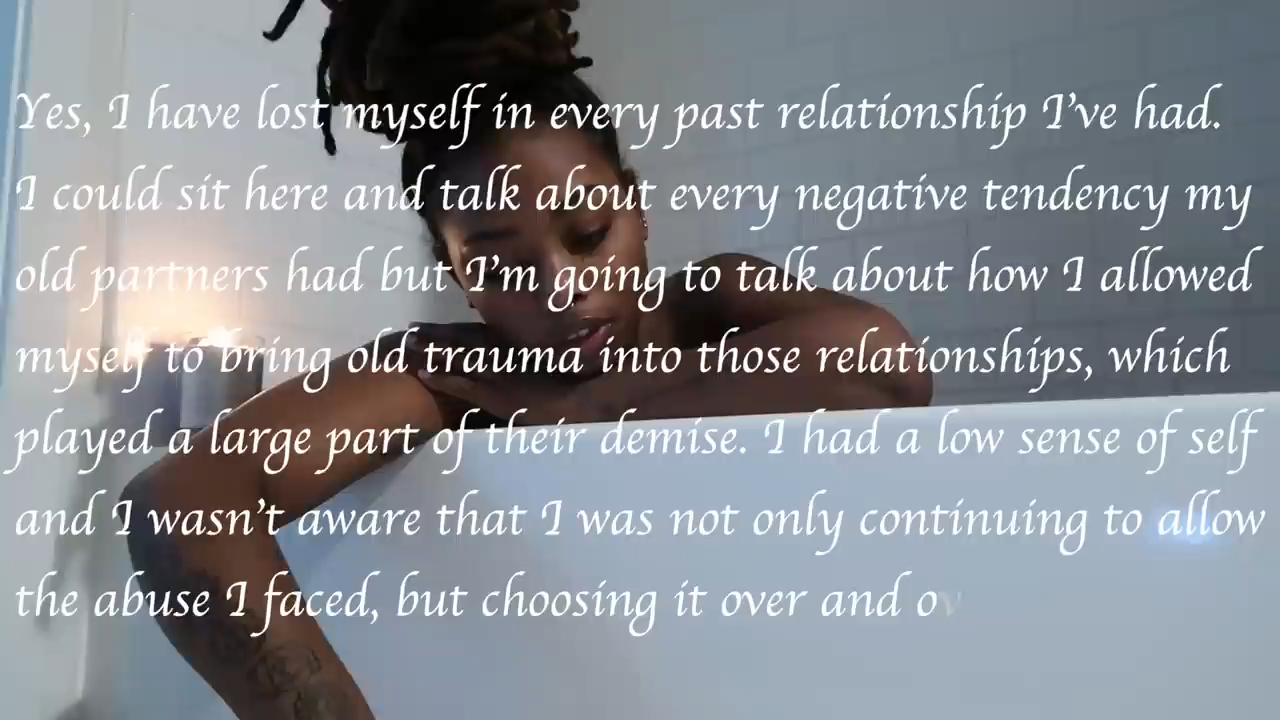 Yes, I have lost myself in every past relationship I've had.
I could sit here and talk about every negative tendency my
old partners had but I'm going to talk about how I allowed
myself to bring old trauma into those relationships, which
played a large part of their demise. I had a low sense of self
and I wasn't aware that I was not only continuing to allow
the abuse I faced, but choosing it over and ov